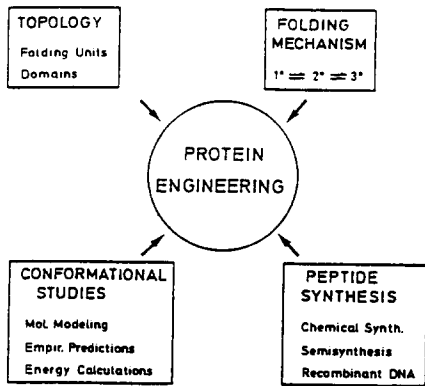 TOPOLOGY
Folding Units
Domains
FOLDING
MECHANISM
1° ⇌ 2° ⇌ 3°
PROTEIN
ENGINEERING
CONFORMATIONAL
STUDIES
Mol. Modeling
Empir. Predictions
Energy Calculations
PEPTIDE
SYNTHESIS
Chemical Synth.
Semisynthesis
Recombinant DNA